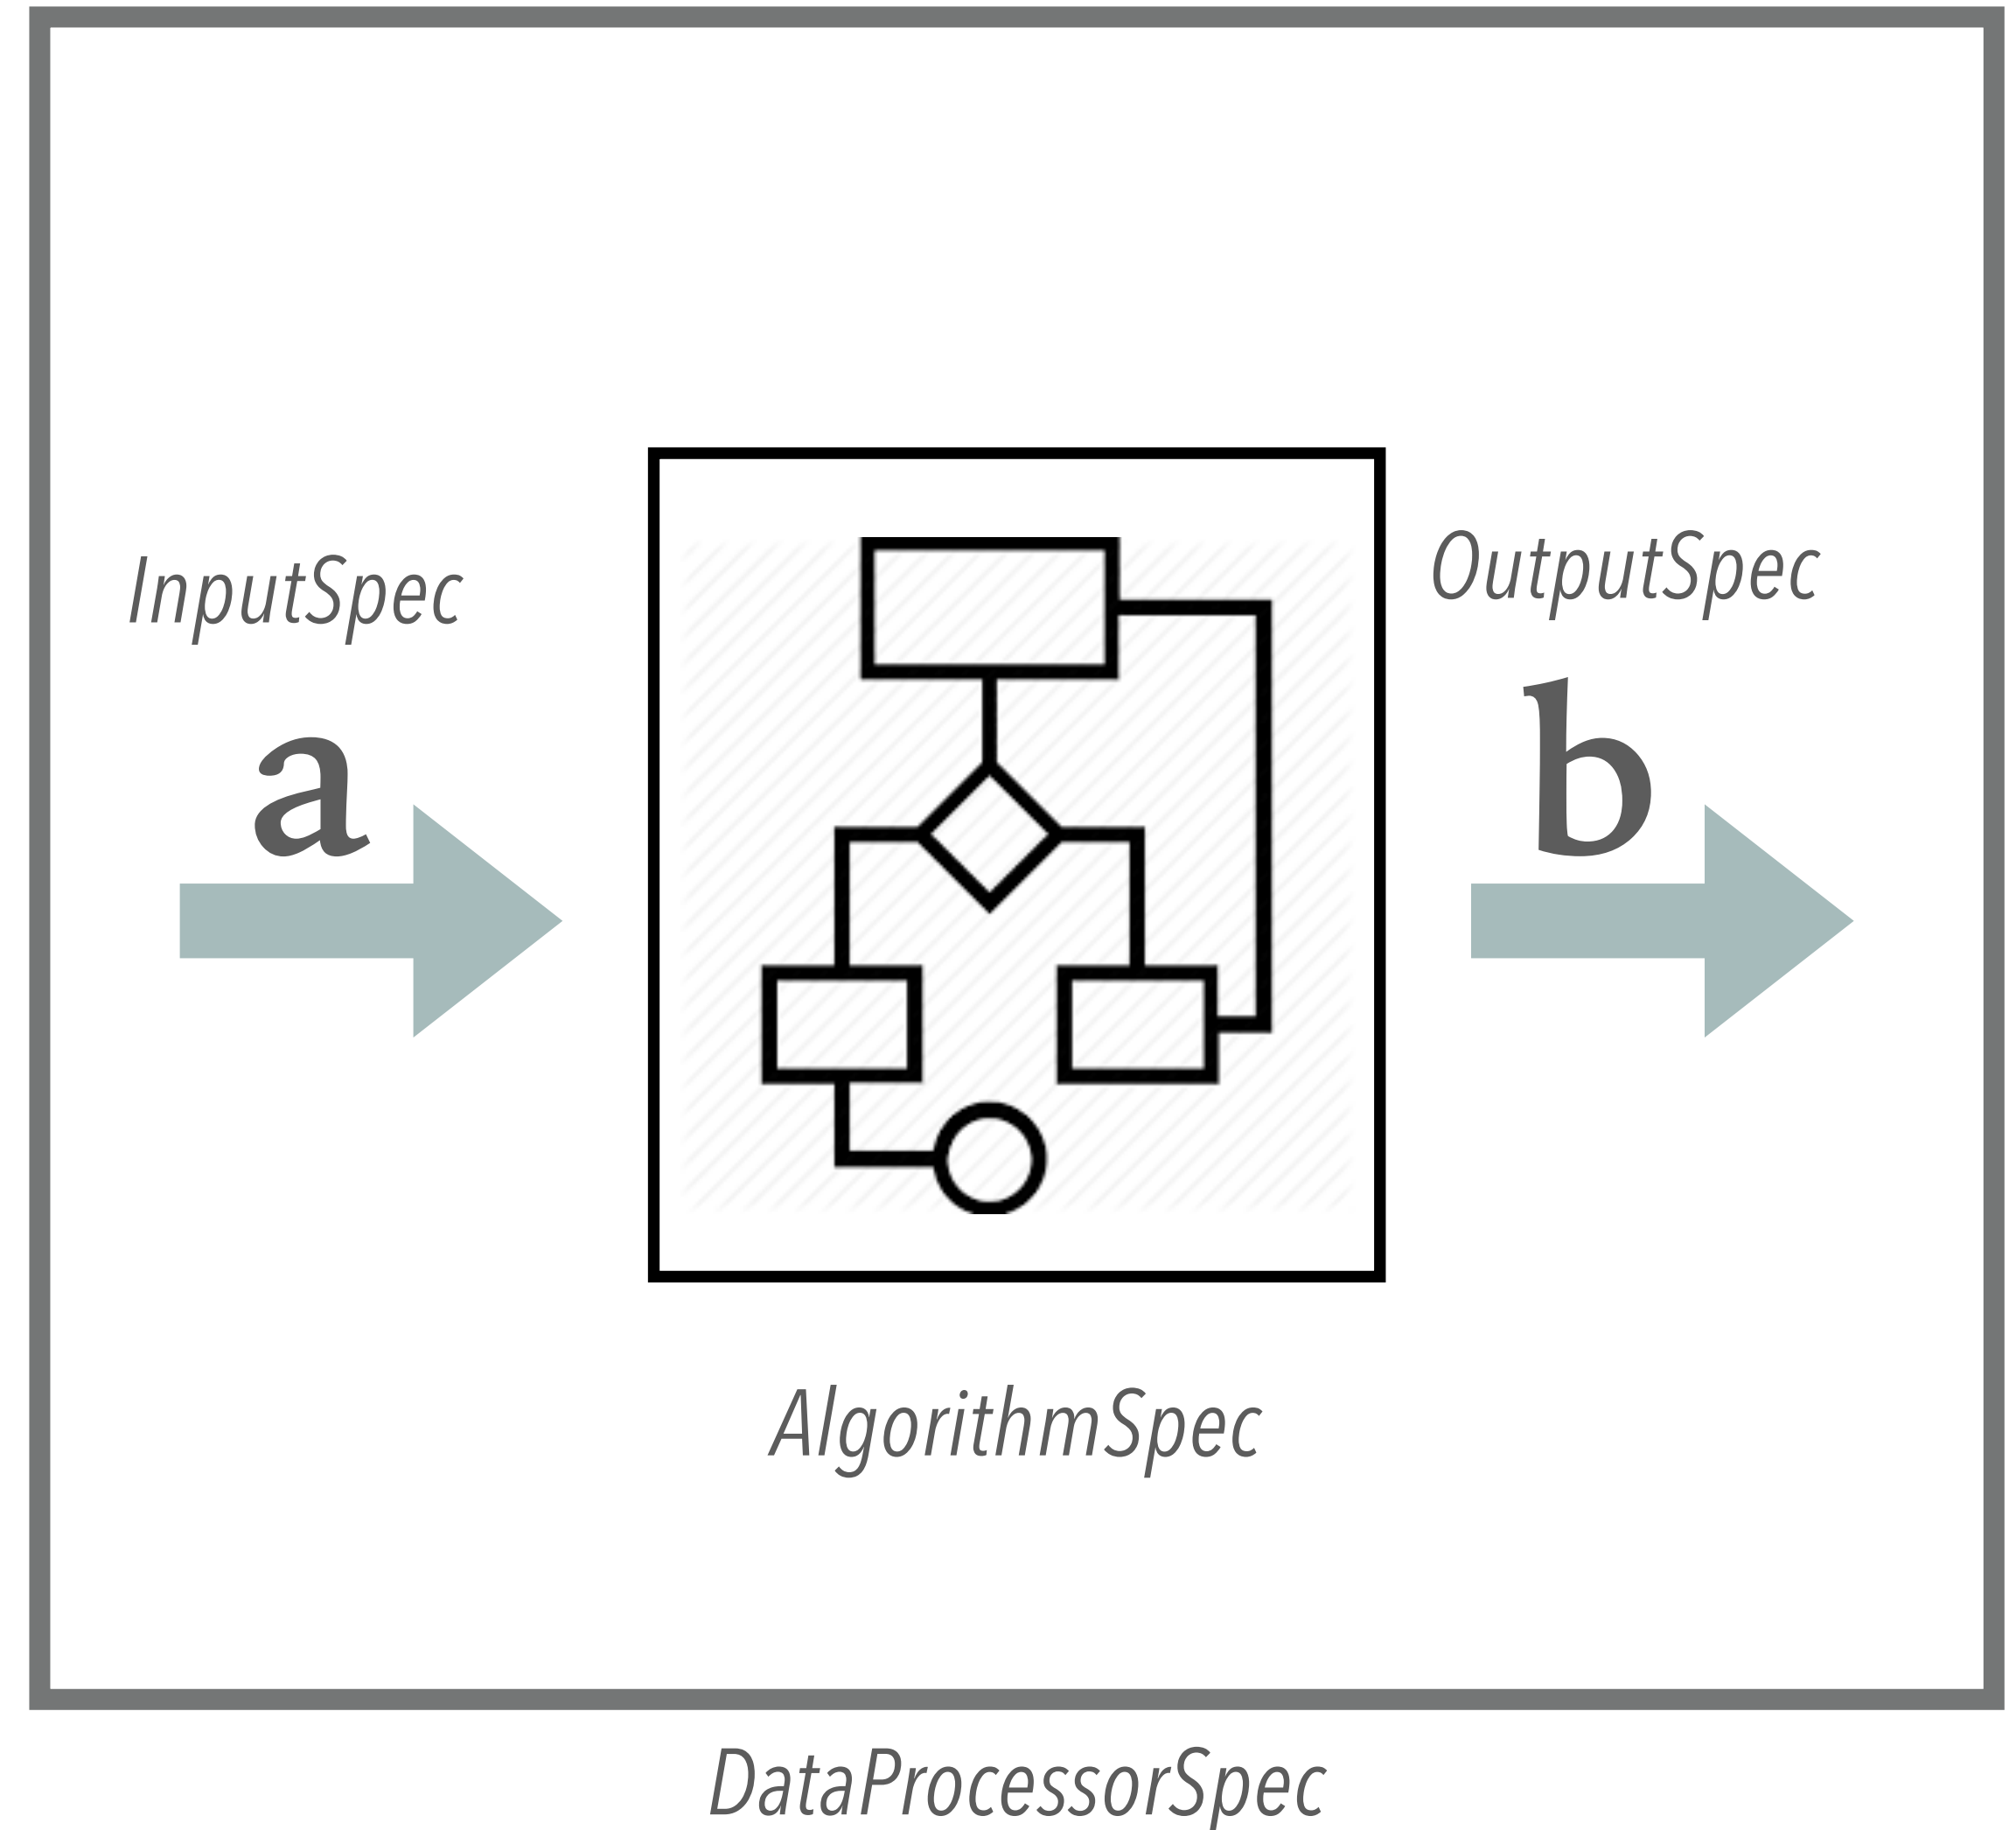 InputSpec
OutputSpec
a
b
AlgorithmSpec
DataProcessorSpec